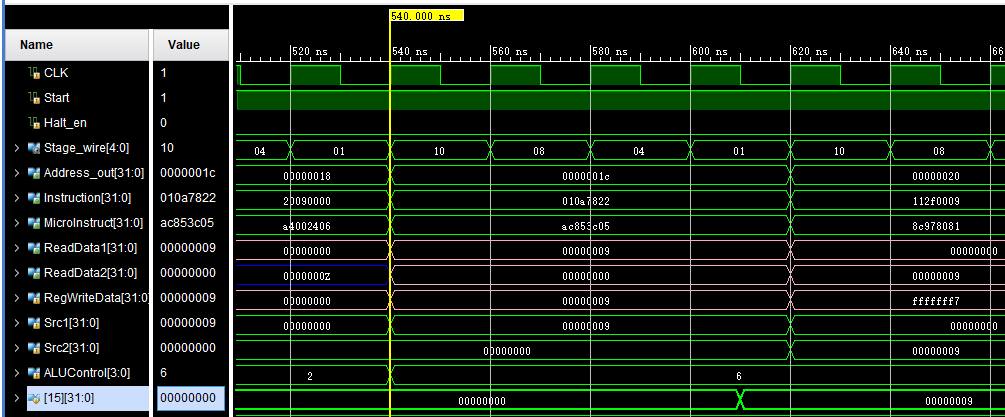 540.000 ns
Name Value
520 ns 540 ns 560 ns 580 ns 600 ns 620 ns 640 ns 66
CLK 1
Start 1
Halt_en 0
Stage_wire[4:0] 10 04 01 10 08 04 01 10 08
Address_out[31:0] 0000001c 00000018 0000001c 00000020
Instruction[31:0] 010a7822 20090000 010a7822 112f0009
MicroInstruct[31:0] ac853c05 a4002406 ac853c05 8c978081
ReadData1[31:0] 00000009 00000000 00000009 00000000
ReadData2[31:0] 00000000 0000000Z 00000000 00000009
RegWriteData[31:0] 00000009 00000000 00000009 fffffff7
Src1[31:0] 00000009 00000000 00000009 00000000
Src2[31:0] 00000000 00000000 00000009
ALUControl[3:0] 6 2 6
[15][31:0] 00000000 00000000 00000009